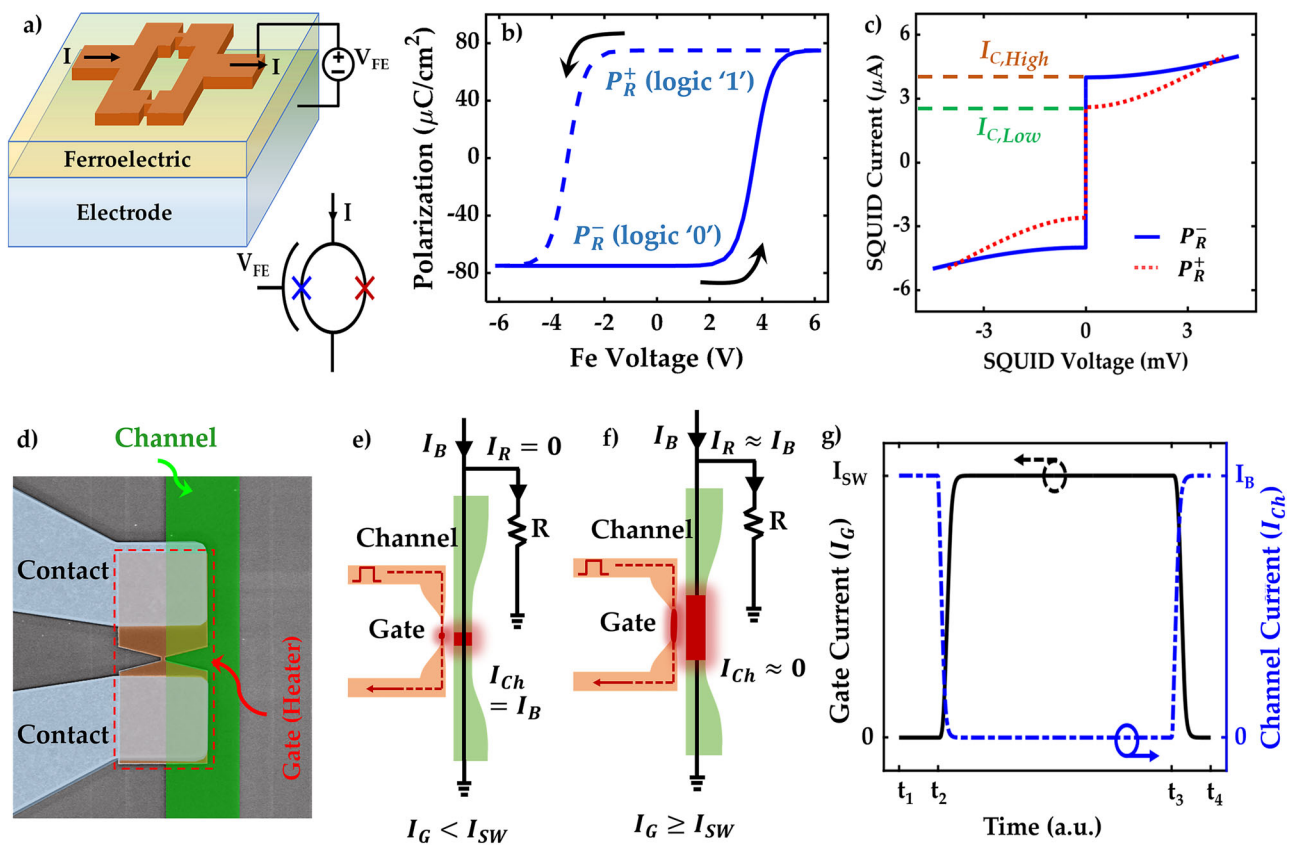 a)
I
I
V_FE
Ferroelectric
Electrode
I
V_FE
b)
Polarization (μC/cm²)
80
40
0
-40
-80
P_R^+ (logic ‘1’)
P_R^− (logic ‘0’)
-6 -4 -2 0 2 4 6
Fe Voltage (V)
c)
SQUID Current (μA)
6
3
0
-3
-6
I_C,High
I_C,Low
P_R^−
P_R^+
-3 0 3
SQUID Voltage (mV)
d)
Channel
Contact
Contact
Gate (Heater)
e)
I_B
I_R = 0
R
Channel
Gate
I_Ch
= I_B
I_G < I_SW
f)
I_B
I_R ≈ I_B
R
Channel
Gate
I_Ch ≈ 0
I_G ≥ I_SW
g)
I_SW
0
Gate Current (I_G)
I_B
0
Channel Current (I_Ch)
t_1 t_2 t_3 t_4
Time (a.u.)